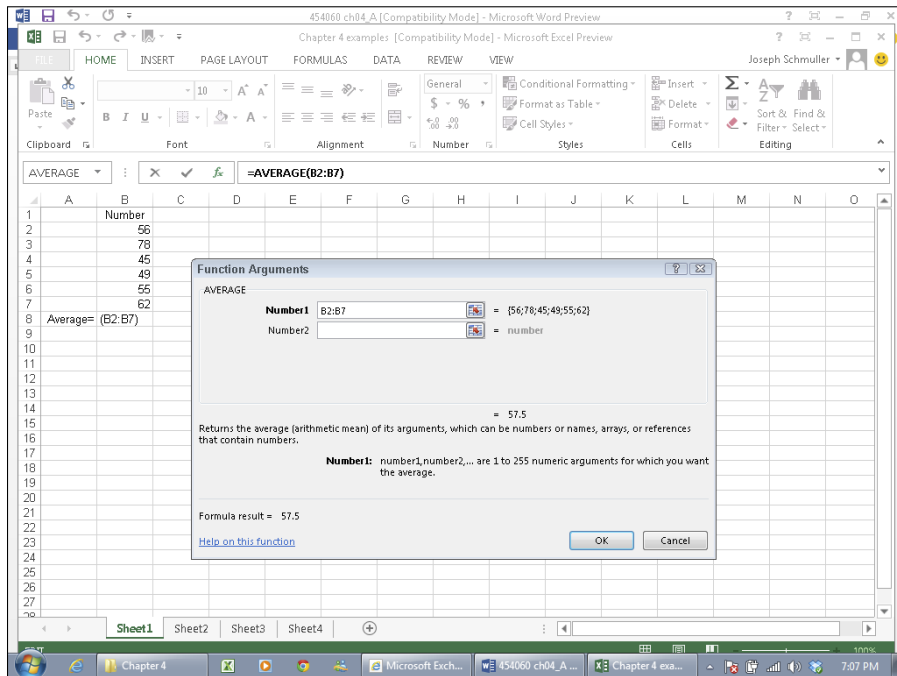 454060 ch04_A [Compatibility Mode] - Microsoft Word Preview
Chapter 4 examples [Compatibility Mode] - Microsoft Excel Preview
FILE HOME INSERT PAGE LAYOUT FORMULAS DATA REVIEW VIEW Joseph Schmuller
Paste
10 A A
B I U A
General
$ - % ,
Conditional Formatting
Format as Table
Cell Styles
Insert
Delete
Format
Sort & Filter
Find & Select
Clipboard Font Alignment Number Styles Cells Editing
AVERAGE fx =AVERAGE(B2:B7)
A B C D E F G H I J K L M N O
1 Number
2 56
3 78
4 45
5 49
6 55
7 62
8 Average= (B2:B7)
9
10
11
12
13
14
15
16
17
18
19
20
21
22
23
24
25
26
27
Function Arguments
AVERAGE
Number1 B2:B7 = {56;78;45;49;55;62}
Number2 = number
= 57.5
Returns the average (arithmetic mean) of its arguments, which can be numbers or names, arrays, or references
that contain numbers.
Number1: number1,number2,... are 1 to 255 numeric arguments for which you want
the average.
Formula result = 57.5
Help on this function OK Cancel
Sheet1 Sheet2 Sheet3 Sheet4
100%
Chapter 4 Microsoft Exch... 454060 ch04_A ... Chapter 4 exa... 7:07 PM